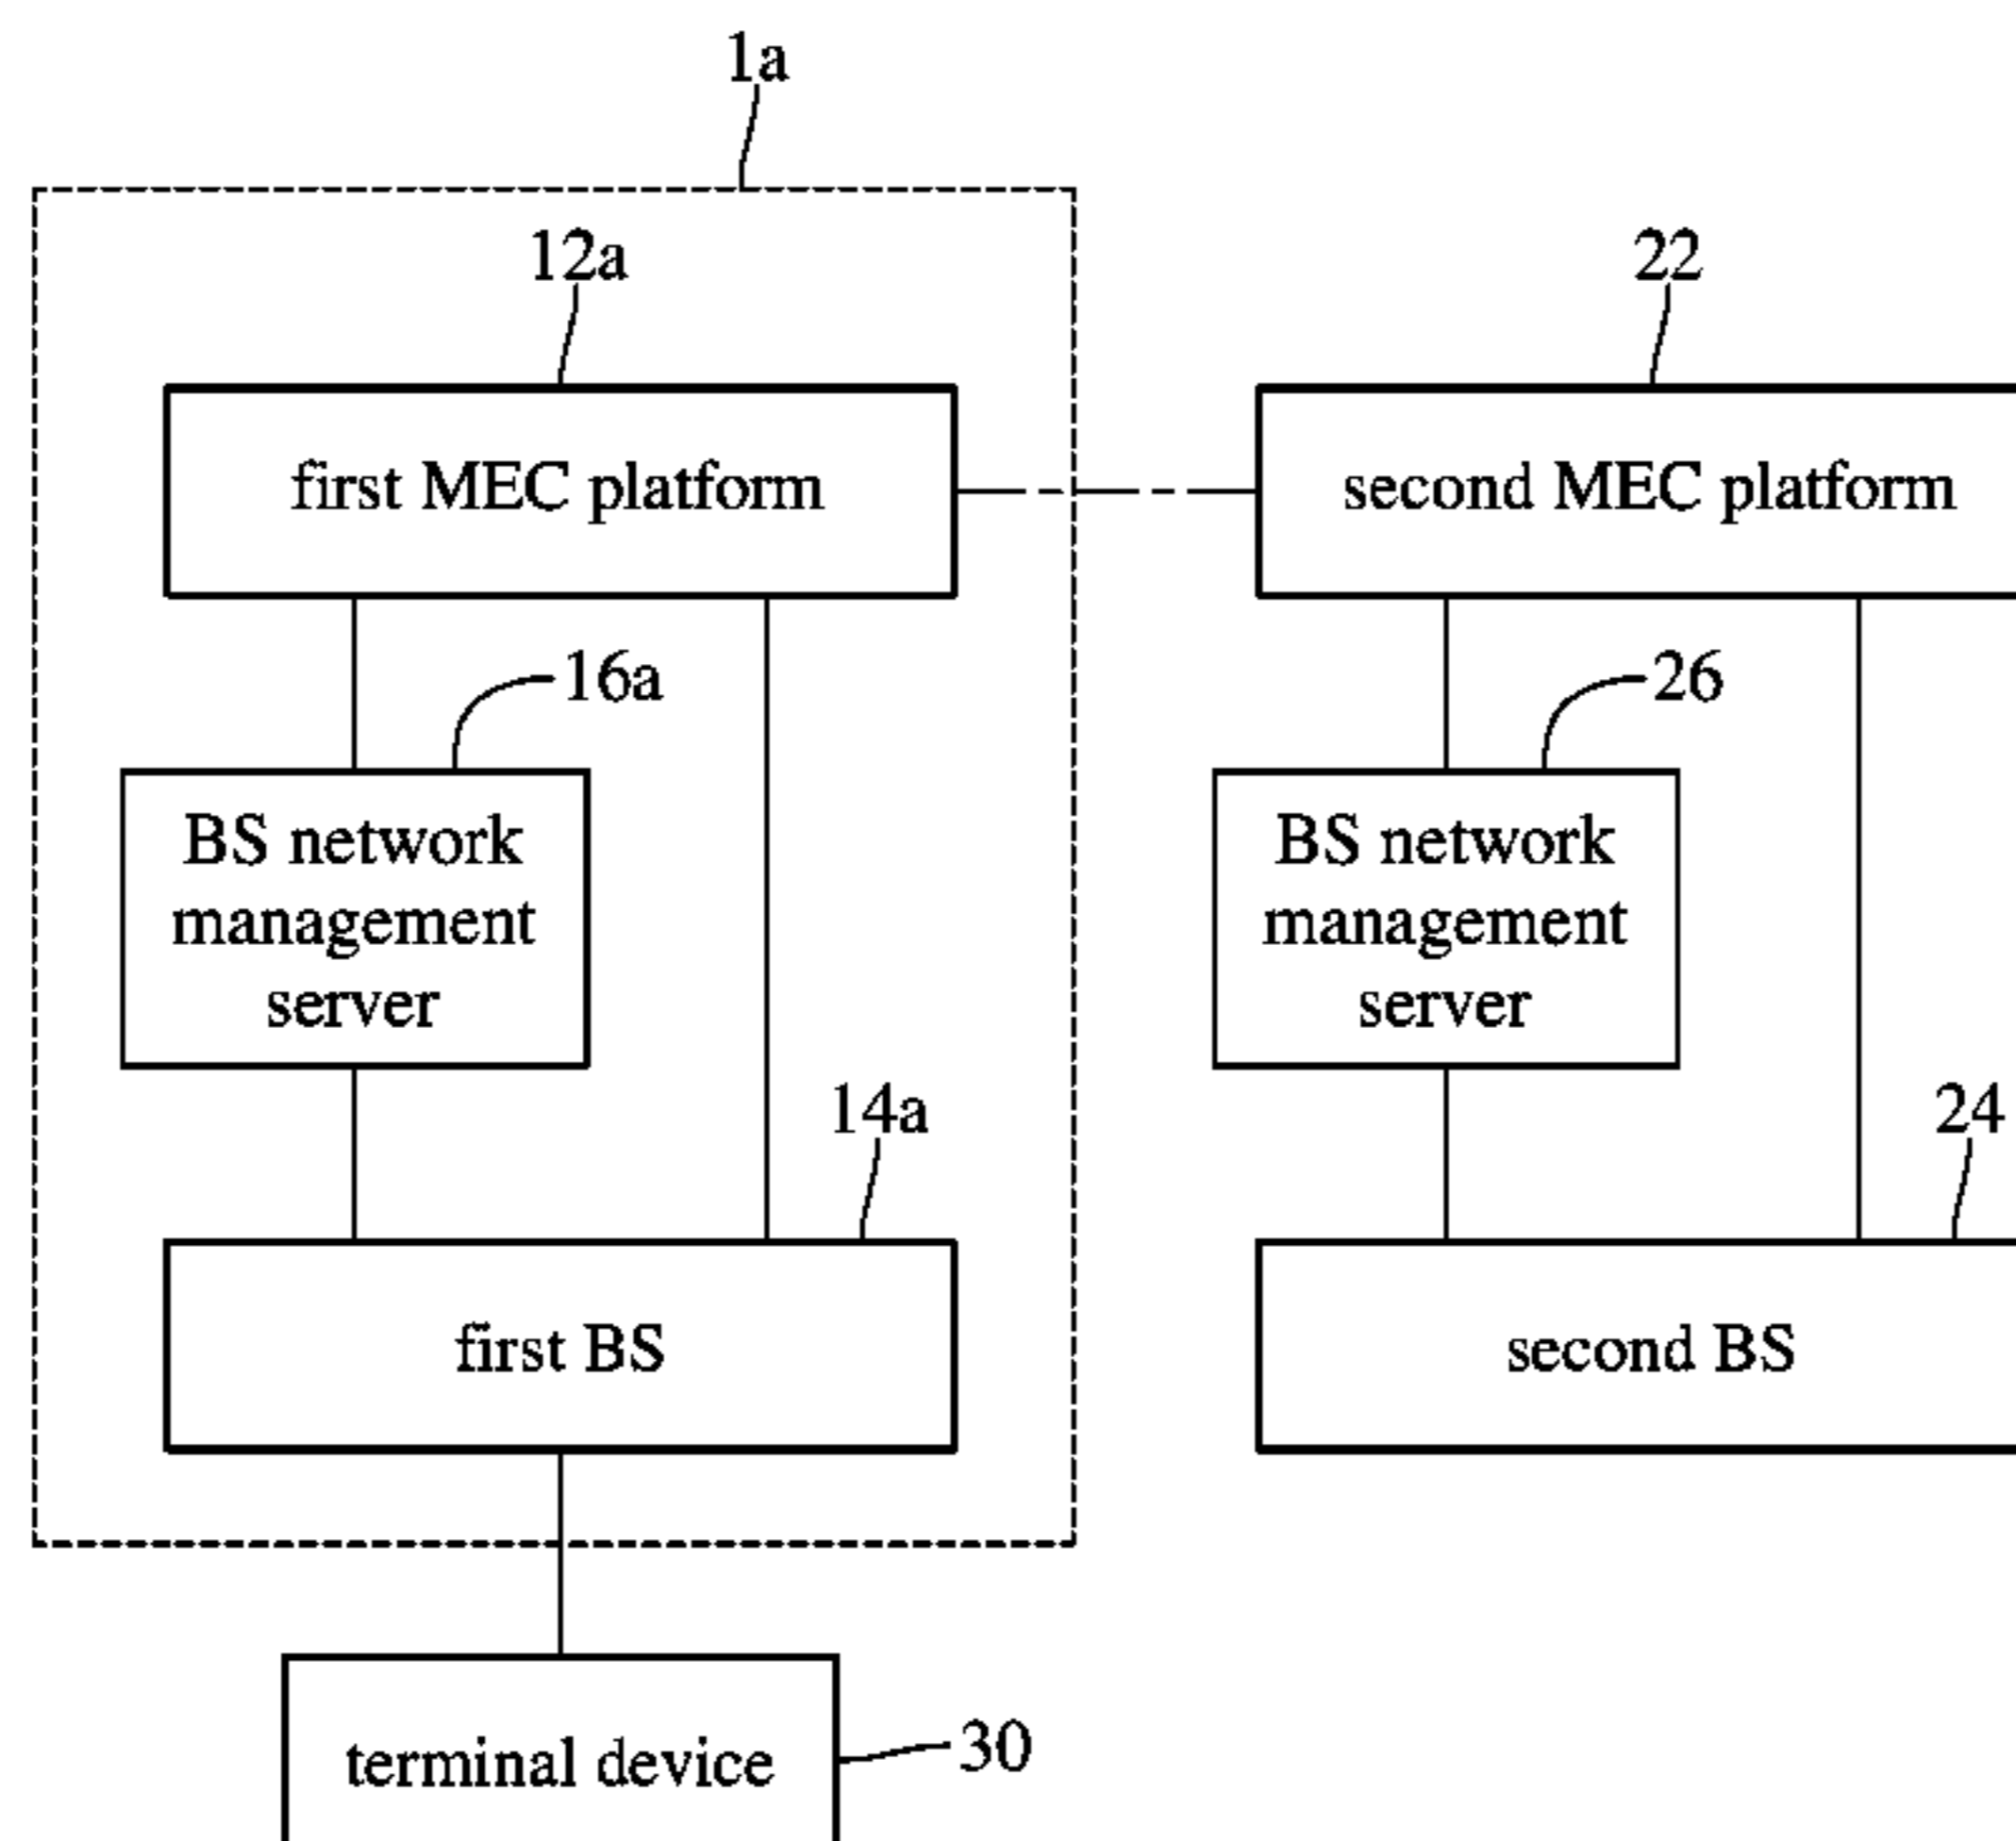 1a
12a
22
first MEC platform
second MEC platform
16a
26
BS network
management
server
BS network
management
server
14a
24
first BS
second BS
terminal device
30